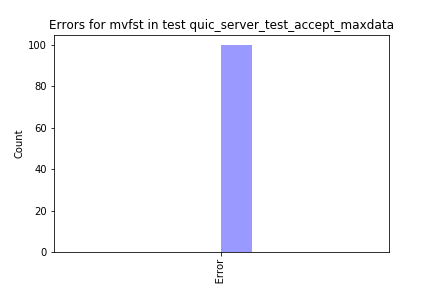 Errors for mvfst in test quic_server_test_accept_maxdata
100
80
60
40
20
0
Count
Error